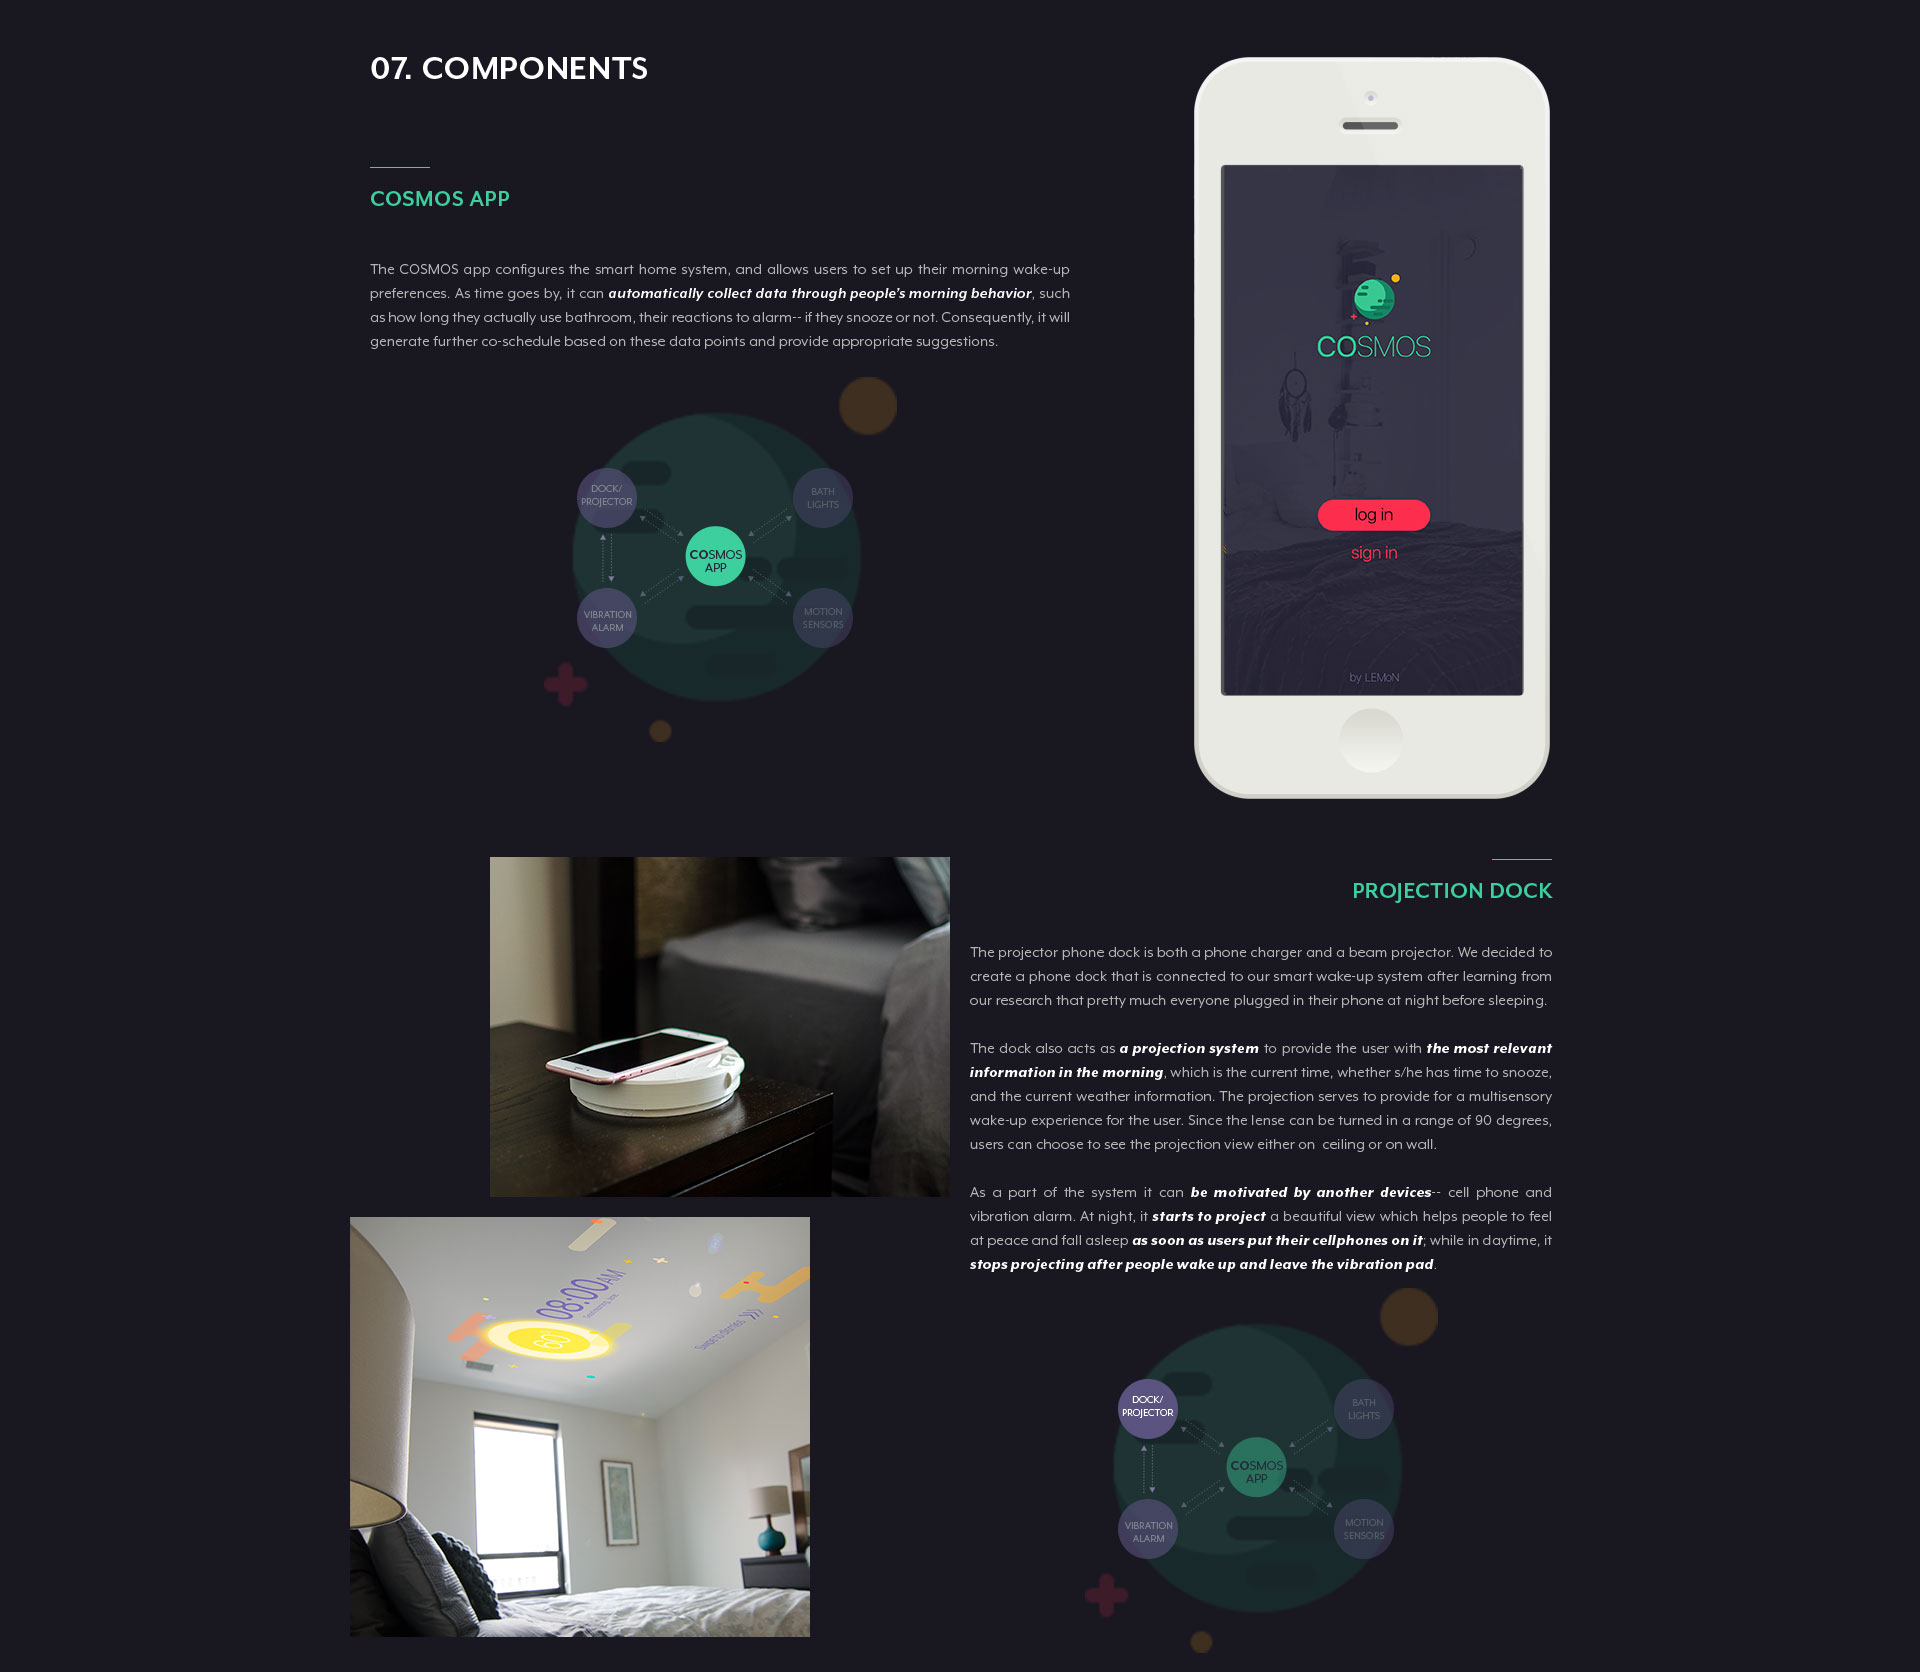 07. COMPONENTS
COSMOS APP
The COSMOS app configures the smart home system, and allows users to set up their morning wake-up
preferences. As time goes by, it can automatically collect data through people's morning behavior, such
as how long they actually use bathroom, their reactions to alarm-- if they snooze or not. Consequently, it will
generate further co-schedule based on these data points and provide appropriate suggestions.
DOCK/
PROJECTOR
BATH
LIGHTS
COSMOS
APP
VIBRATION
ALARM
MOTION
SENSORS
COSMOS
log in
sign in
by LEMoN
PROJECTION DOCK
The projector phone dock is both a phone charger and a beam projector. We decided to
create a phone dock that is connected to our smart wake-up system after learning from
our research that pretty much everyone plugged in their phone at night before sleeping.
The dock also acts as a projection system to provide the user with the most relevant
information in the morning, which is the current time, whether s/he has time to snooze,
and the current weather information. The projection serves to provide for a multisensory
wake-up experience for the user. Since the lense can be turned in a range of 90 degrees,
users can choose to see the projection view either on ceiling or on wall.
As a part of the system it can be motivated by another devices-- cell phone and
vibration alarm. At night, it starts to project a beautiful view which helps people to feel
at peace and fall asleep as soon as users put their cellphones on it; while in daytime, it
stops projecting after people wake up and leave the vibration pad.
08:00AM
60°
DOCK/
PROJECTOR
BATH
LIGHTS
COSMOS
APP
VIBRATION
ALARM
MOTION
SENSORS